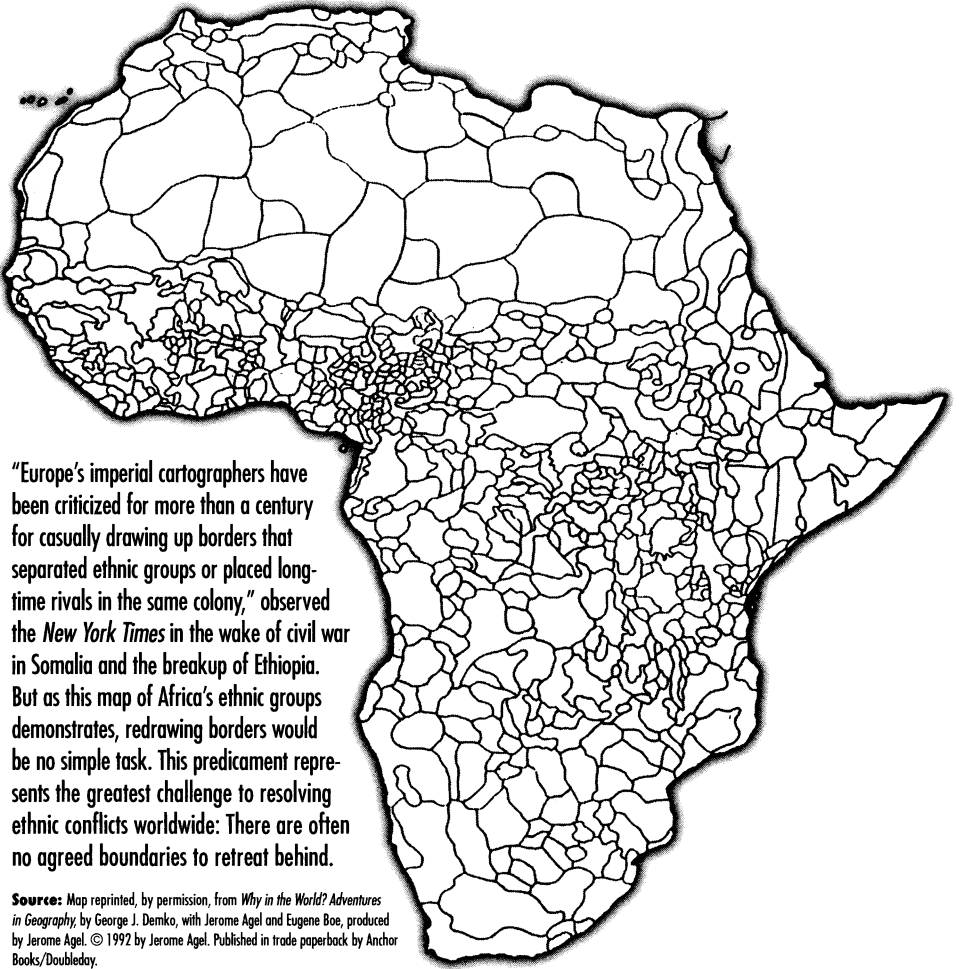 “Europe’s imperial cartographers have
been criticized for more than a century
for casually drawing up borders that
separated ethnic groups or placed long-
time rivals in the same colony,” observed
the New York Times in the wake of civil war
in Somalia and the breakup of Ethiopia.
But as this map of Africa’s ethnic groups
demonstrates, redrawing borders would
be no simple task. This predicament repre-
sents the greatest challenge to resolving
ethnic conflicts worldwide: There are often
no agreed boundaries to retreat behind.
Source: Map reprinted, by permission, from Why in the World? Adventures
in Geography, by George J. Demko, with Jerome Agel and Eugene Boe, produced
by Jerome Agel. © 1992 by Jerome Agel. Published in trade paperback by Anchor
Books/Doubleday.